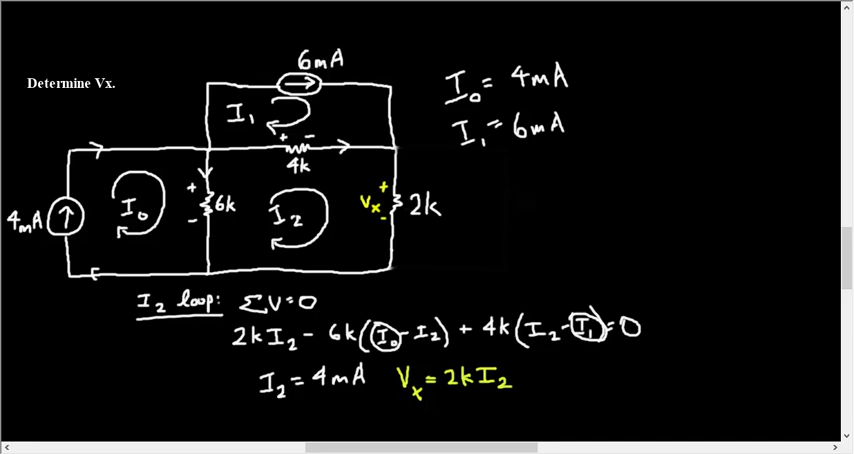 Determine Vx.
6mA
I₀ = 4mA
I₁ = 6mA
I₁
+ -
4k
4mA
I₀
+
-
6k
I₂
+
Vx
-
2k
I₂ loop: ΣV=0
2kI₂ - 6k(I₀-I₂) + 4k(I₂-I₁)=0
I₂ = 4mA Vx = 2kI₂